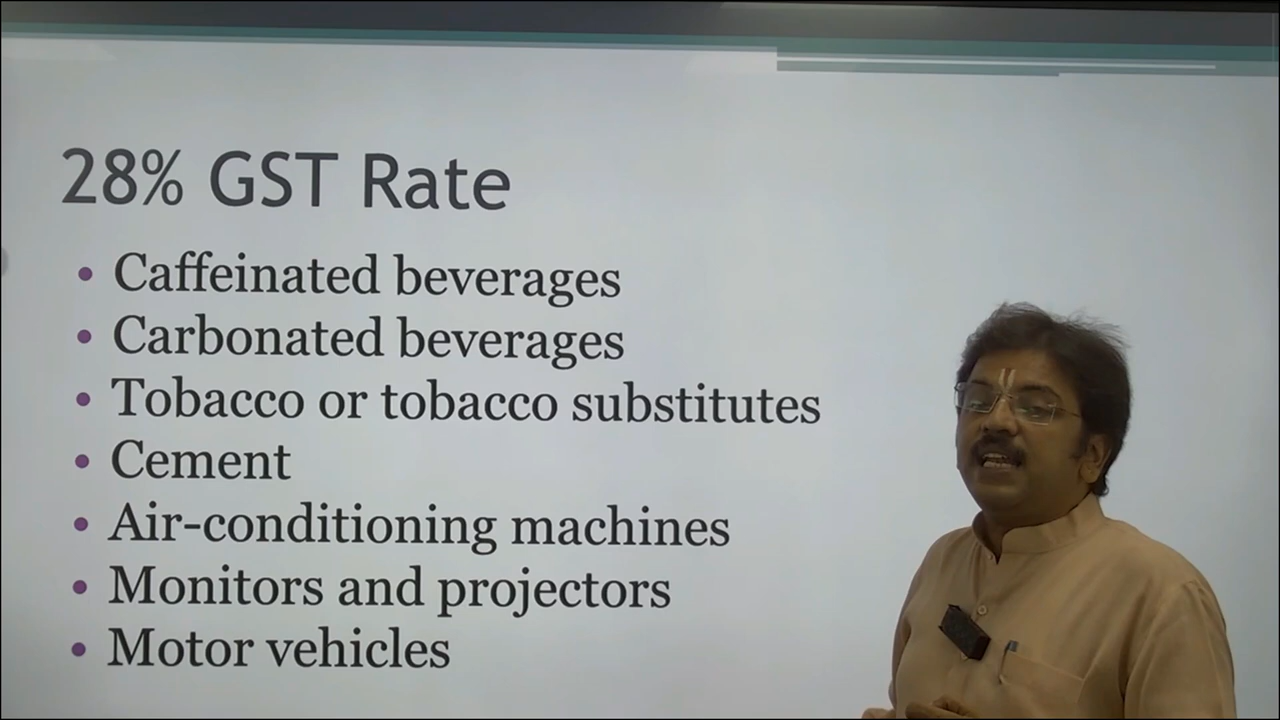 28% GST Rate
• Caffeinated beverages
• Carbonated beverages
• Tobacco or tobacco substitutes
• Cement
• Air-conditioning machines
• Monitors and projectors
• Motor vehicles